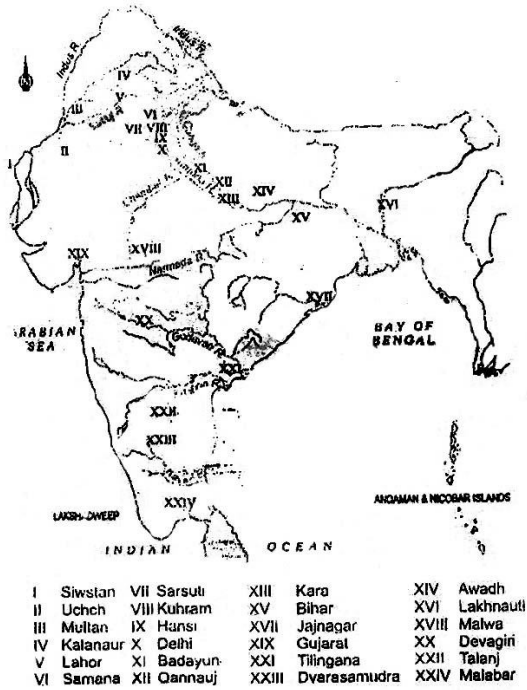 Indus R.
Indus R.
IV
III
V
VI
VII VIII
IX
X
I
II
XI
XII
XIV
XIII
XV
XVI
XIX
XVIII
Narmada R.
XVII
XX
Godavari R.
XXI
ARABIAN
SEA
BAY OF
BENGAL
XXII
XXIII
XXIV
LAKSHADWEEP
ANDAMAN & NICOBAR ISLANDS
INDIAN OCEAN
I Siwstan VII Sarsuti XIII Kara XIV Awadh
II Uchch VIII Kuhram XV Bihar XVI Lakhnauti
III Multan IX Hansi XVII Jajnagar XVIII Malwa
IV Kalanaur X Delhi XIX Gujarat XX Devagiri
V Lahor XI Badayun XXI Tilingana XXII Talanj
VI Samana XII Qannauj XXIII Dverasamudra XXIV Malabar